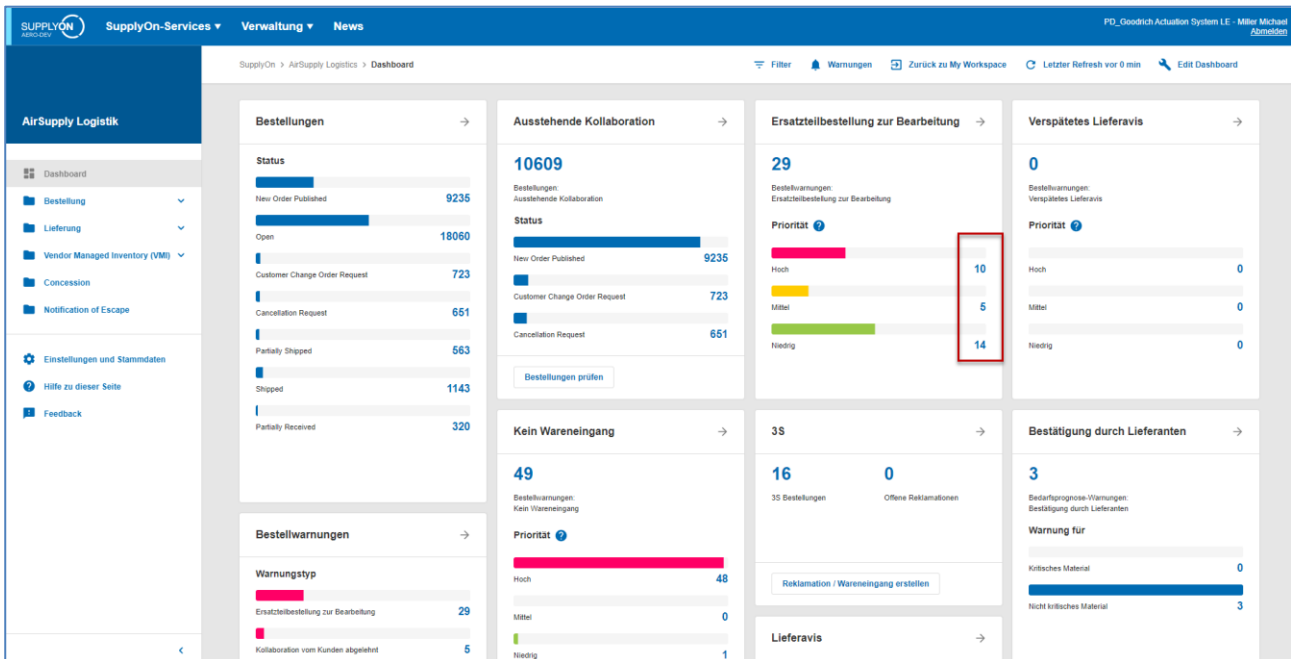 SUPPLYON
AERO-DEV
SupplyOn-Services
Verwaltung
News
PD_Goodrich Actuation System LE - Miller Michael
Abmelden
SupplyOn > AirSupply Logistics > Dashboard
Filter
Warnungen
Zurück zu My Workspace
Letzter Refresh vor 0 min
Edit Dashboard
AirSupply Logistik
Dashboard
Bestellung
Lieferung
Vendor Managed Inventory (VMI)
Concession
Notification of Escape
Einstellungen und Stammdaten
Hilfe zu dieser Seite
Feedback
Bestellungen
Status
New Order Published 9235
Open 18060
Customer Change Order Request 723
Cancellation Request 651
Partially Shipped 563
Shipped 1143
Partially Received 320
Bestellwarnungen
Warnungstyp
Ersatzteilbestellung zur Bearbeitung 29
Kollaboration vom Kunden abgelehnt 5
Ausstehende Kollaboration
10609
Bestellungen:
Ausstehende Kollaboration
Status
New Order Published 9235
Customer Change Order Request 723
Cancellation Request 651
Bestellungen prüfen
Kein Wareneingang
49
Bestellwarnungen:
Kein Wareneingang
Priorität ?
Hoch 48
Mittel 0
Niedrig 1
Ersatzteilbestellung zur Bearbeitung
29
Bestellwarnungen:
Ersatzteilbestellung zur Bearbeitung
Priorität ?
Hoch 10
Mittel 5
Niedrig 14
3S
16 0
3S Bestellungen Offene Reklamationen
Reklamation / Wareneingang erstellen
Lieferavis
Verspätetes Lieferavis
0
Bestellwarnungen:
Verspätetes Lieferavis
Priorität ?
Hoch 0
Mittel 0
Niedrig 0
Bestätigung durch Lieferanten
3
Bedarfsprognose-Warnungen:
Bestätigung durch Lieferanten
Warnung für
Kritisches Material 0
Nicht kritisches Material 3